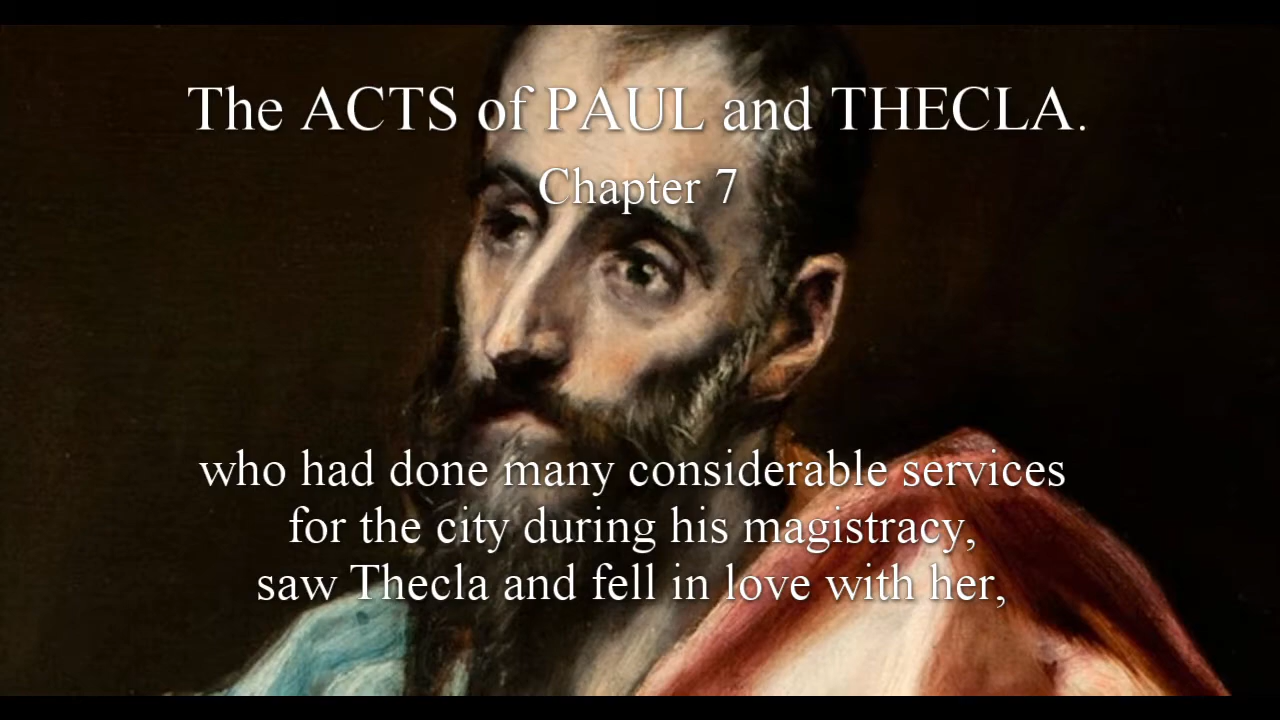 The ACTS of PAUL and THECLA.
Chapter 7
who had done many considerable services
for the city during his magistracy,
saw Thecla and fell in love with her,